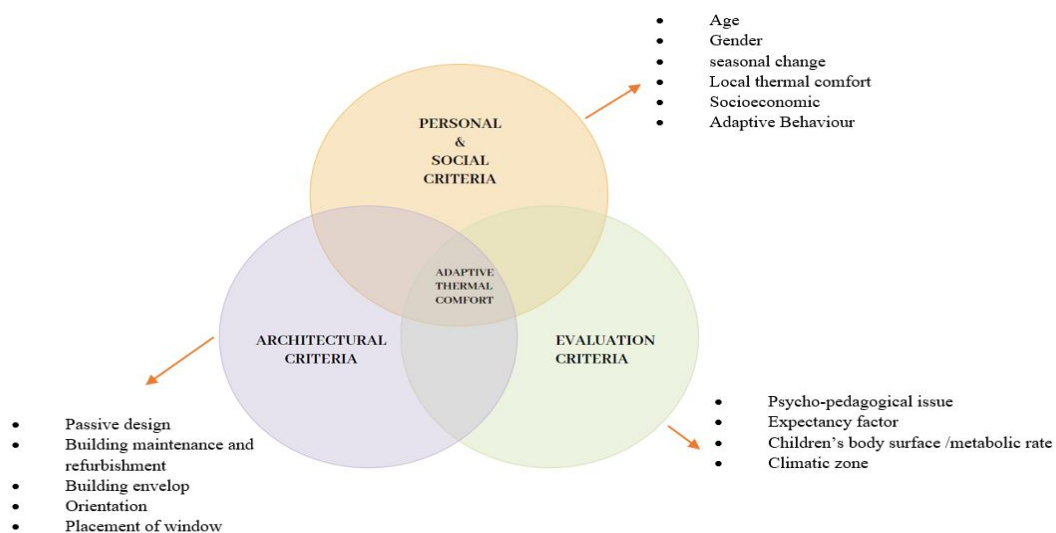 • Age
• Gender
• seasonal change
• Local thermal comfort
• Socioeconomic
• Adaptive Behaviour
PERSONAL
&
SOCIAL
CRITERIA
ADAPTIVE
THERMAL
COMFORT
ARCHITECTURAL
CRITERIA
EVALUATION
CRITERIA
• Passive design
• Building maintenance and
refurbishment
• Building envelop
• Orientation
• Placement of window
• Psycho-pedagogical issue
• Expectancy factor
• Children’s body surface /metabolic rate
• Climatic zone